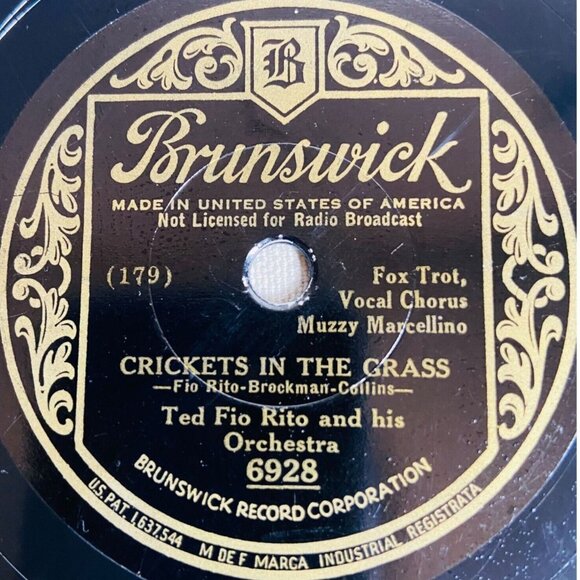 B
Brunswick
MADE IN UNITED STATES OF AMERICA
Not Licensed for Radio Broadcast
(179)
Fox Trot,
Vocal Chorus
Muzzy Marcellino
CRICKETS IN THE GRASS
—Fio Rito-Brockman-Collins—
Ted Fio Rito and his
Orchestra
6928
BRUNSWICK RECORD CORPORATION
U.S. PAT. 1,637,544 M DE F MARCA INDUSTRIAL REGISTRATA